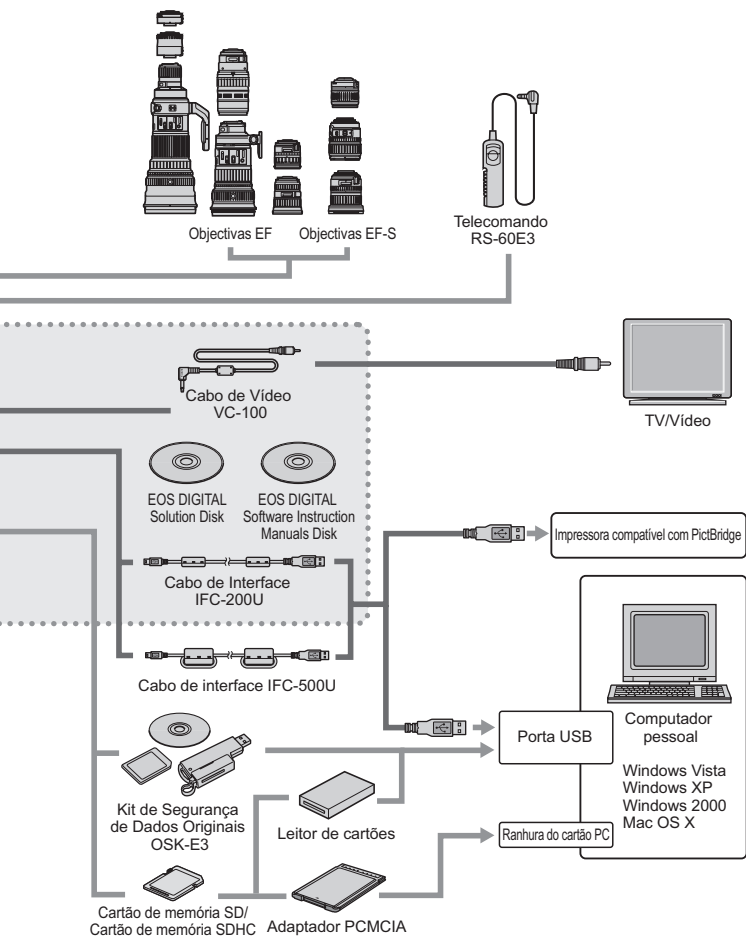 Objectivas EF
Objectivas EF-S
Telecomando
RS-60E3
Cabo de Vídeo
VC-100
TV/Vídeo
EOS DIGITAL
Solution Disk
EOS DIGITAL
Software Instruction
Manuals Disk
Impressora compatível com PictBridge
Cabo de Interface
IFC-200U
Cabo de interface IFC-500U
Porta USB
Computador
pessoal
Windows Vista
Windows XP
Windows 2000
Mac OS X
Kit de Segurança
de Dados Originais
OSK-E3
Leitor de cartões
Ranhura do cartão PC
Cartão de memória SD/
Cartão de memória SDHC
Adaptador PCMCIA